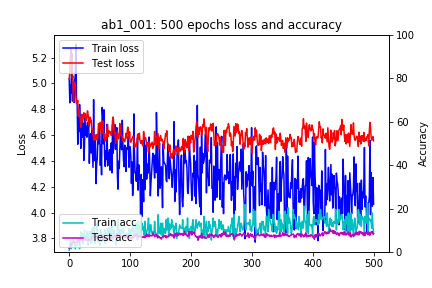 ab1_001: 500 epochs loss and accuracy
Train loss
Test loss
Train acc
Test acc
Loss
5.2
5.0
4.8
4.6
4.4
4.2
4.0
3.8
0
100
200
300
400
500
100
80
60
40
20
0
Accuracy